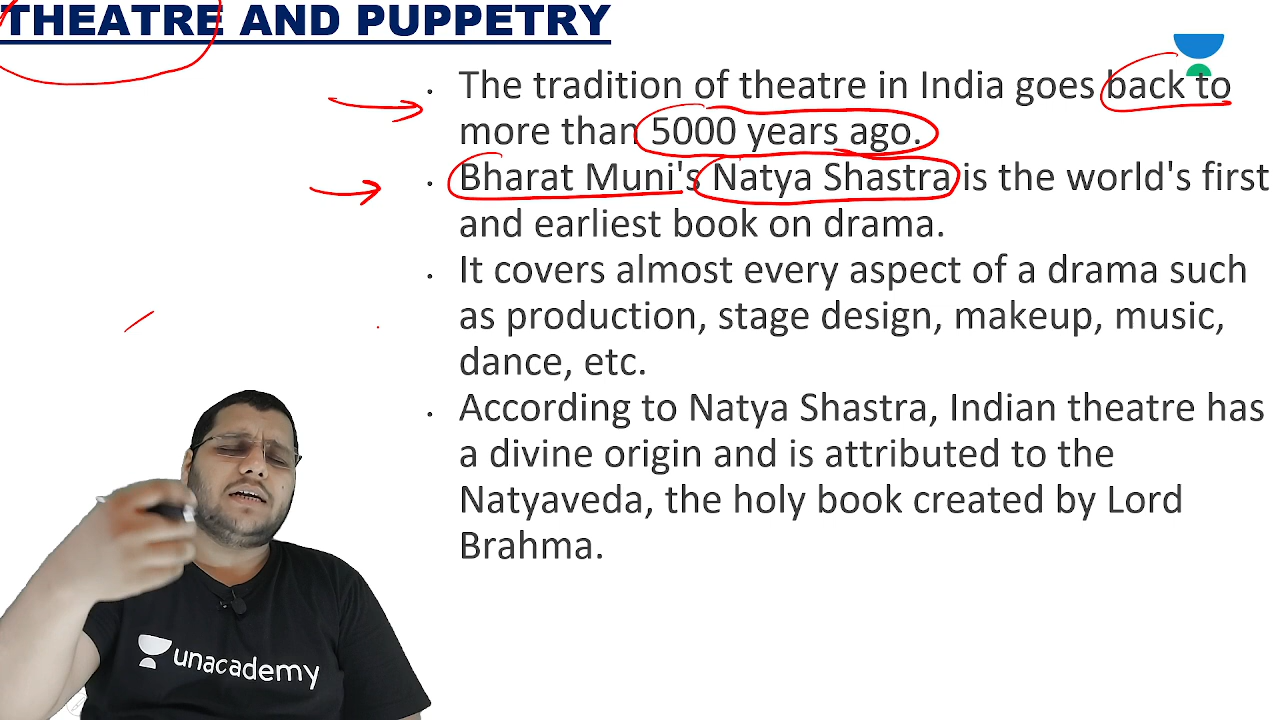 THEATRE AND PUPPETRY
• The tradition of theatre in India goes back to
more than 5000 years ago.
• Bharat Muni's Natya Shastra is the world's first
and earliest book on drama.
• It covers almost every aspect of a drama such
as production, stage design, makeup, music,
dance, etc.
• According to Natya Shastra, Indian theatre has
a divine origin and is attributed to the
Natyaveda, the holy book created by Lord
Brahma.
unacademy